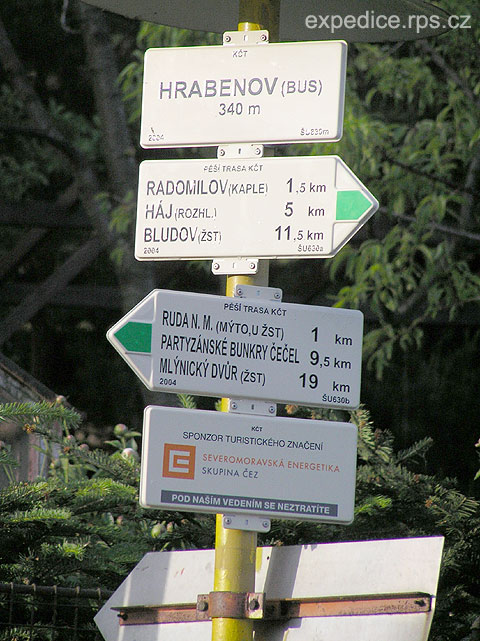 expedice.rps.cz
KČT
HRABENOV (BUS)
340 m
2004 ŠU630m
PĚŠÍ TRASA KČT
RADOMILOV (KAPLE) 1,5 km
HÁJ (ROZHL.) 5 km
BLUDOV (ŽST) 11,5 km
2004 ŠU630a
PĚŠÍ TRASA KČT
RUDA N. M. (MÝTO,U ŽST) 1 km
PARTYZÁNSKÉ BUNKRY ČEČEL 9,5 km
MLÝNICKÝ DVŮR (ŽST) 19 km
2004 ŠU630b
KČT
SPONZOR TURISTICKÉHO ZNAČENÍ
SEVEROMORAVSKÁ ENERGETIKA
SKUPINA ČEZ
POD NAŠÍM VEDENÍM SE NEZTRATÍTE